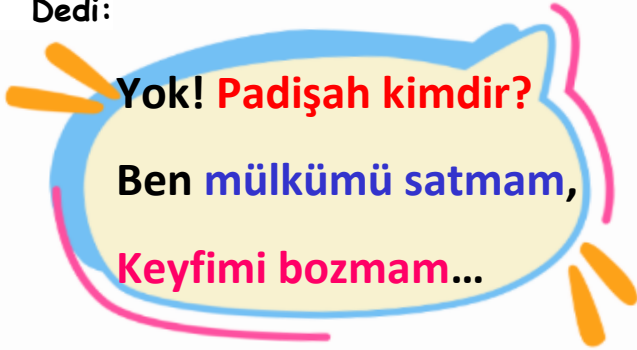 Dedi:
Yok! Padişah kimdir?
Ben mülkümü satmam,
Keyfimi bozmam…